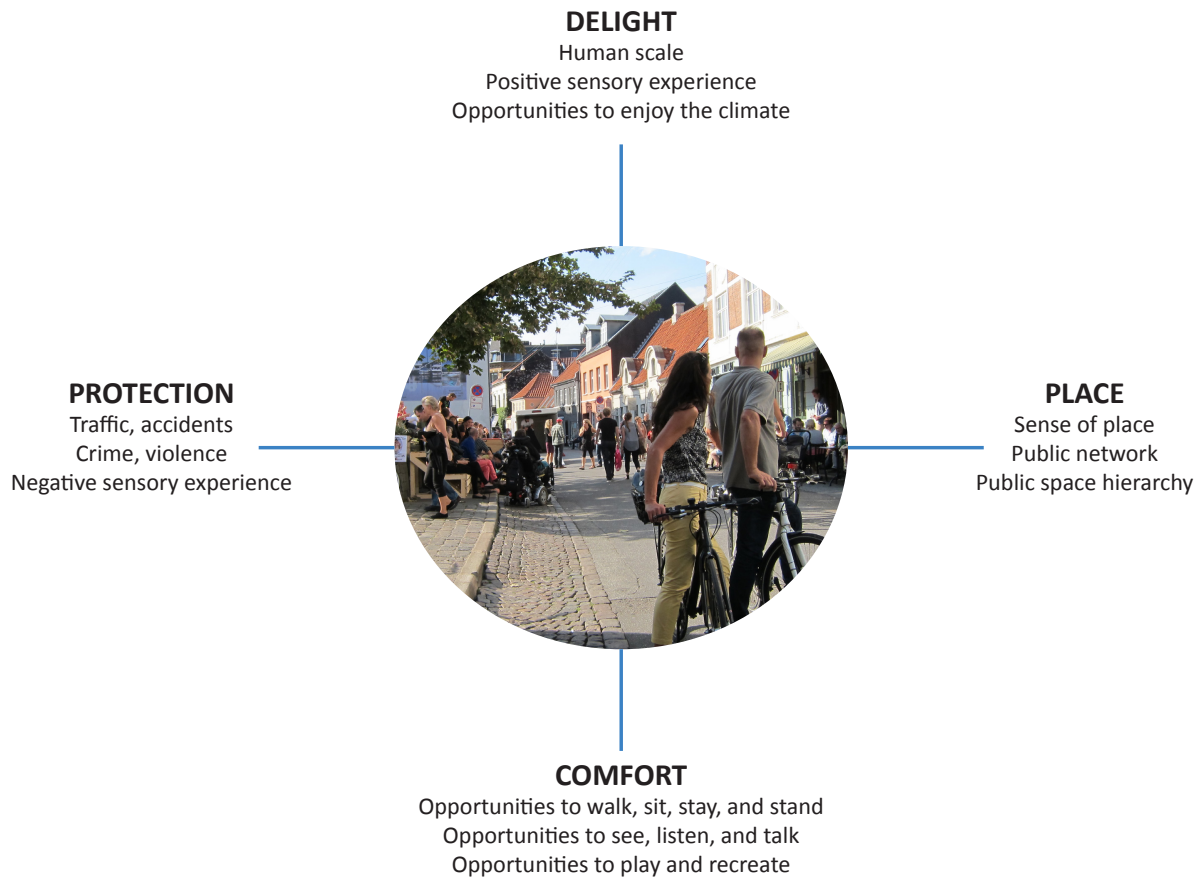 DELIGHT
Human scale
Positive sensory experience
Opportunities to enjoy the climate
PROTECTION
Traffic, accidents
Crime, violence
Negative sensory experience
PLACE
Sense of place
Public network
Public space hierarchy
COMFORT
Opportunities to walk, sit, stay, and stand
Opportunities to see, listen, and talk
Opportunities to play and recreate